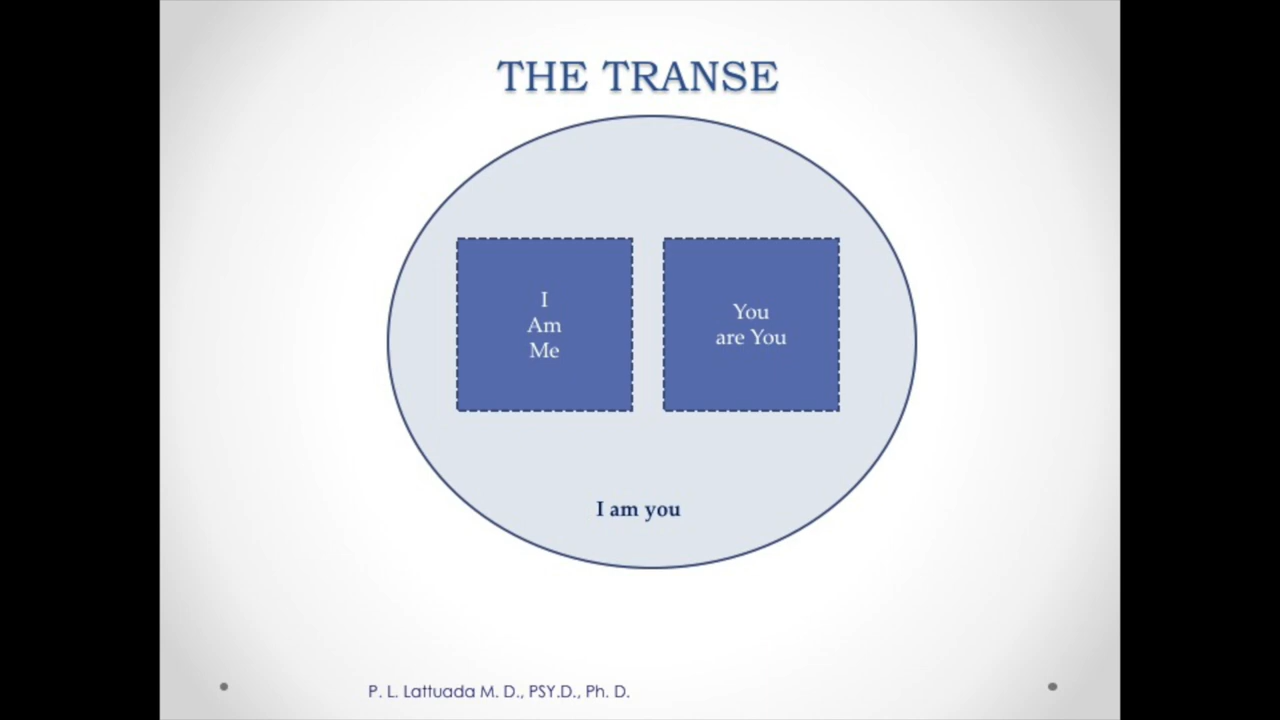 THE TRANSE
I
Am
Me
You
are You
I am you
P. L. Lattuada M. D., PSY.D., Ph. D.